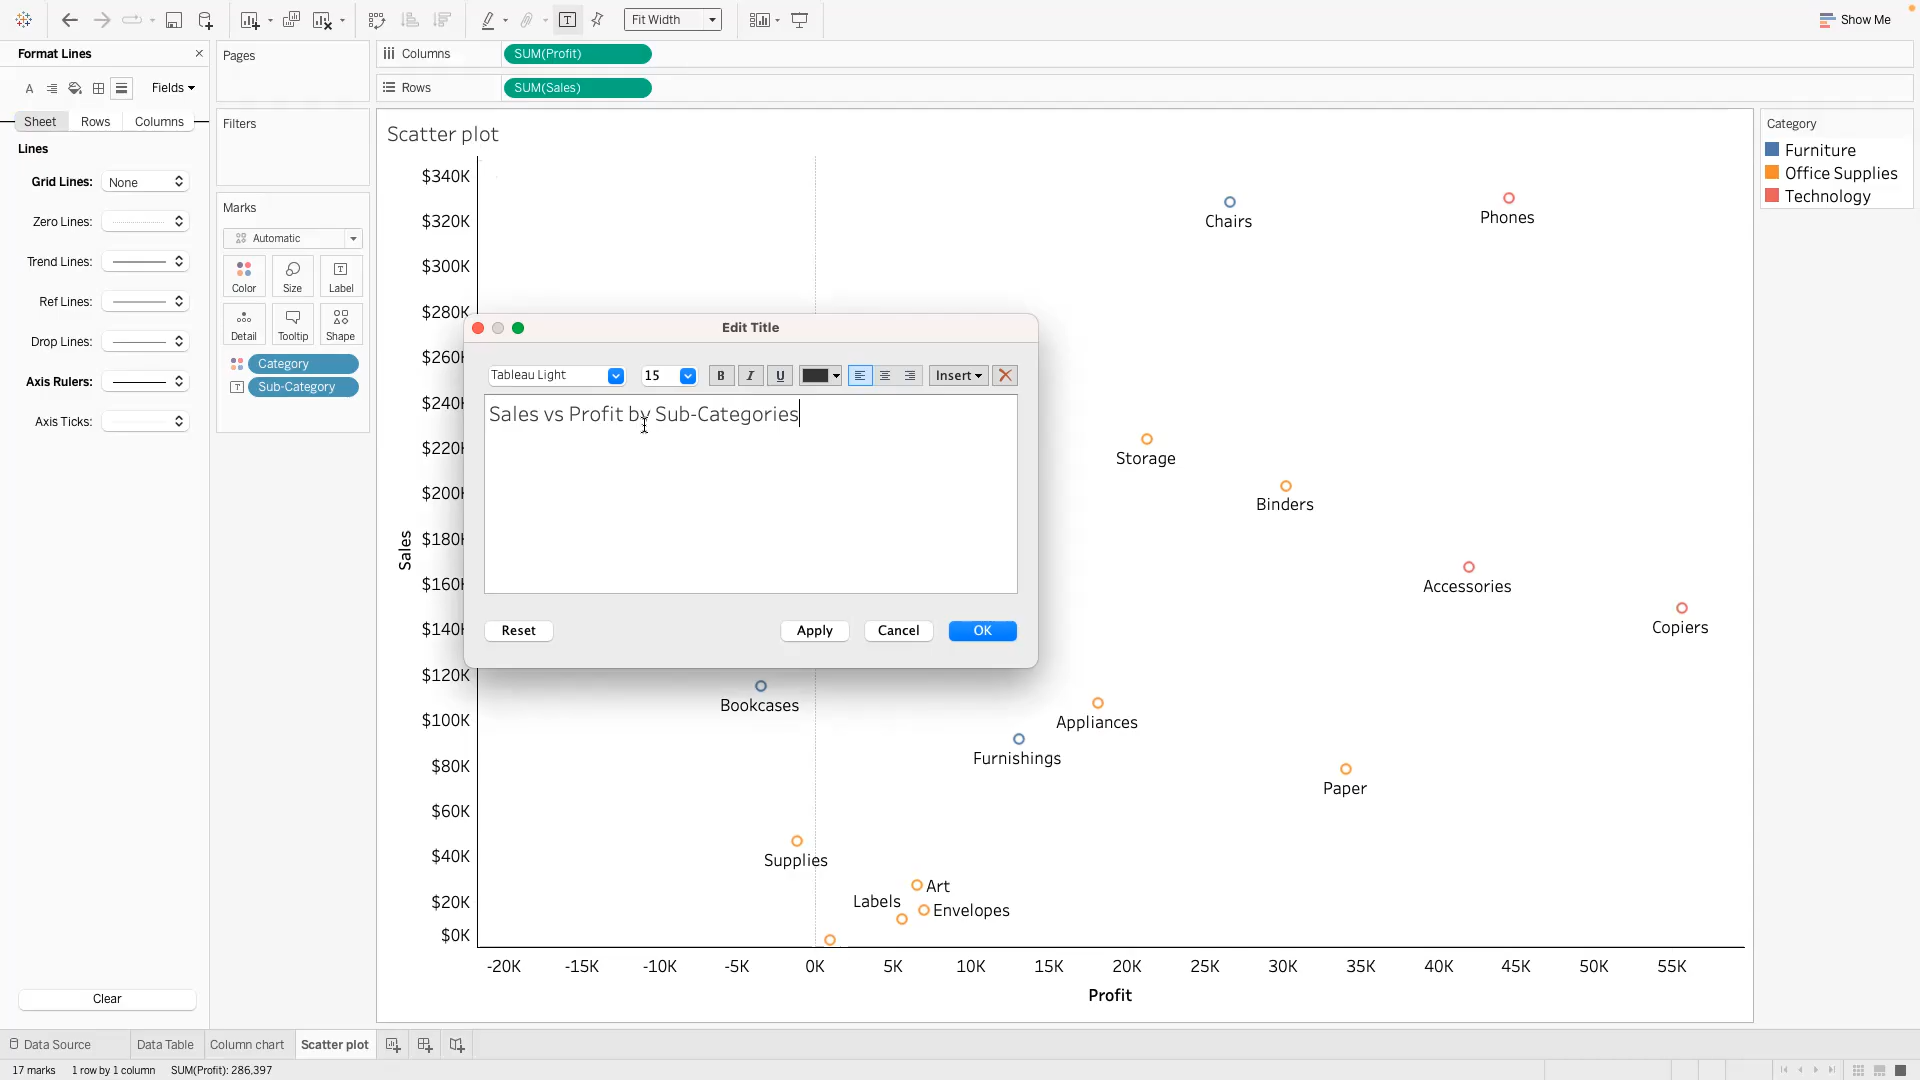 Fit Width
Show Me
Format Lines
Fields
Sheet
Rows
Columns
Lines
Grid Lines:
None
Zero Lines:
Trend Lines:
Ref Lines:
Drop Lines:
Axis Rulers:
Axis Ticks:
Clear
Pages
Filters
Marks
Automatic
Color
Size
Label
Detail
Tooltip
Shape
Category
Sub-Category
Columns
SUM(Profit)
Rows
SUM(Sales)
Scatter plot
$340K
$320K
$300K
$280K
$260K
$240K
$220K
$200K
$180K
$160K
$140K
$120K
$100K
$80K
$60K
$40K
$20K
$0K
Sales
Chairs
Phones
Storage
Binders
Accessories
Copiers
Bookcases
Appliances
Furnishings
Paper
Supplies
Art
Labels
Envelopes
-20K
-15K
-10K
-5K
0K
5K
10K
15K
20K
25K
30K
35K
40K
45K
50K
55K
Profit
Edit Title
Tableau Light
15
B
I
U
Insert
Sales vs Profit by Sub-Categories
Reset
Apply
Cancel
OK
Category
Furniture
Office Supplies
Technology
Data Source
Data Table
Column chart
Scatter plot
17 marks
1 row by 1 column
SUM(Profit): 286,397